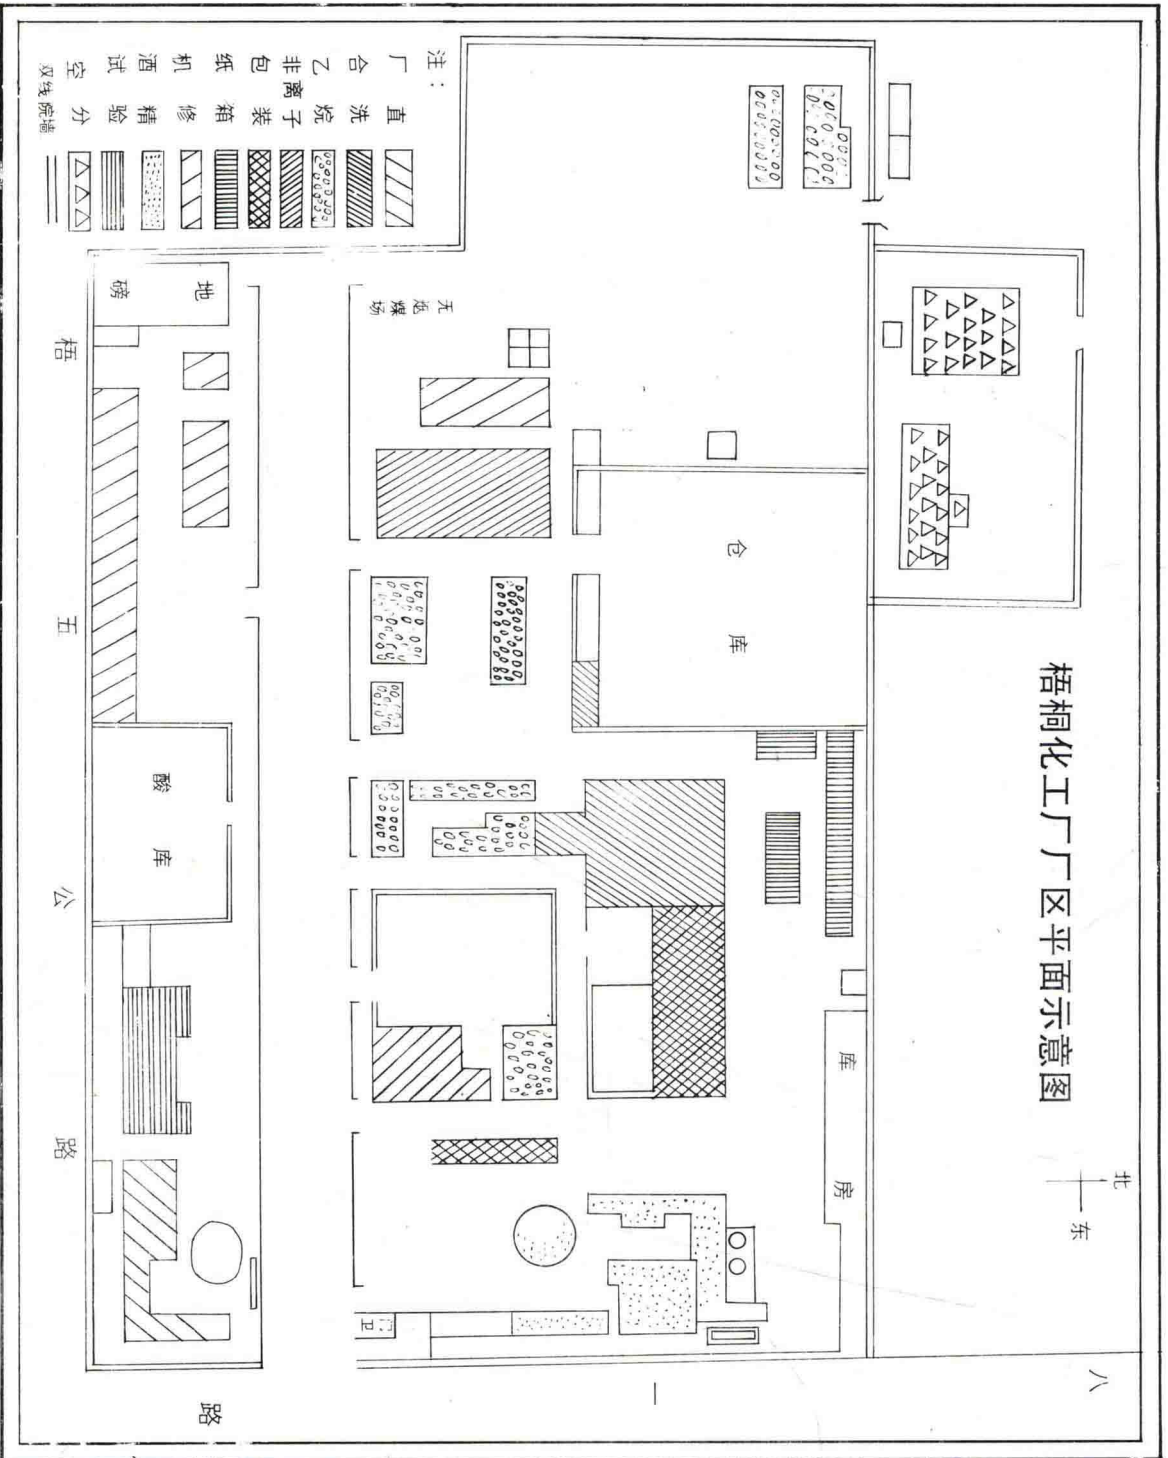 梧桐化工厂厂区平面示意图
北
东
八
一
路
仓库
库房
无烟煤场
卫
地磅
酸库
梧五公路
注：
厂直
合洗
乙烷
非离子
包装
纸箱
机修
酒精
试验
空分
双线院墙